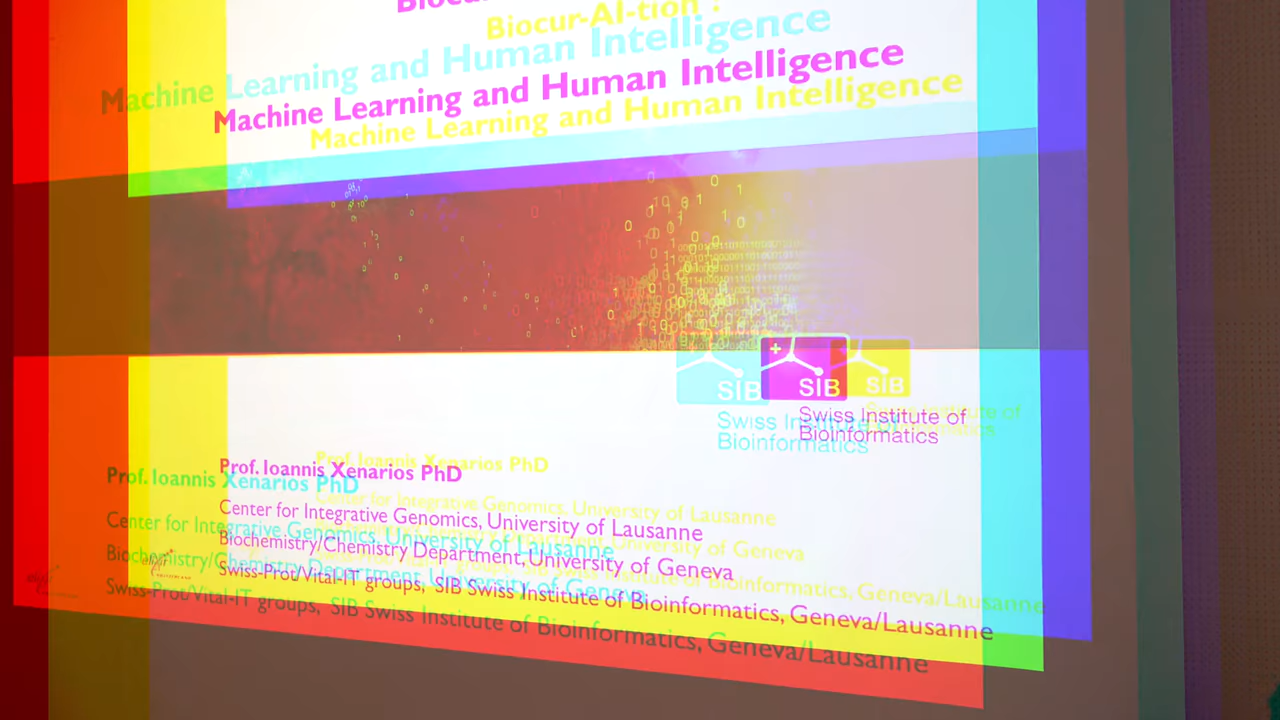 Biocur-AI-tion :
Machine Learning and Human Intelligence
SIB
Swiss Institute of
Bioinformatics
Prof. Ioannis Xenarios PhD
Center for Integrative Genomics, University of Lausanne
Biochemistry/Chemistry Department, University of Geneva
Swiss-Prot/Vital-IT groups, SIB Swiss Institute of Bioinformatics, Geneva/Lausanne